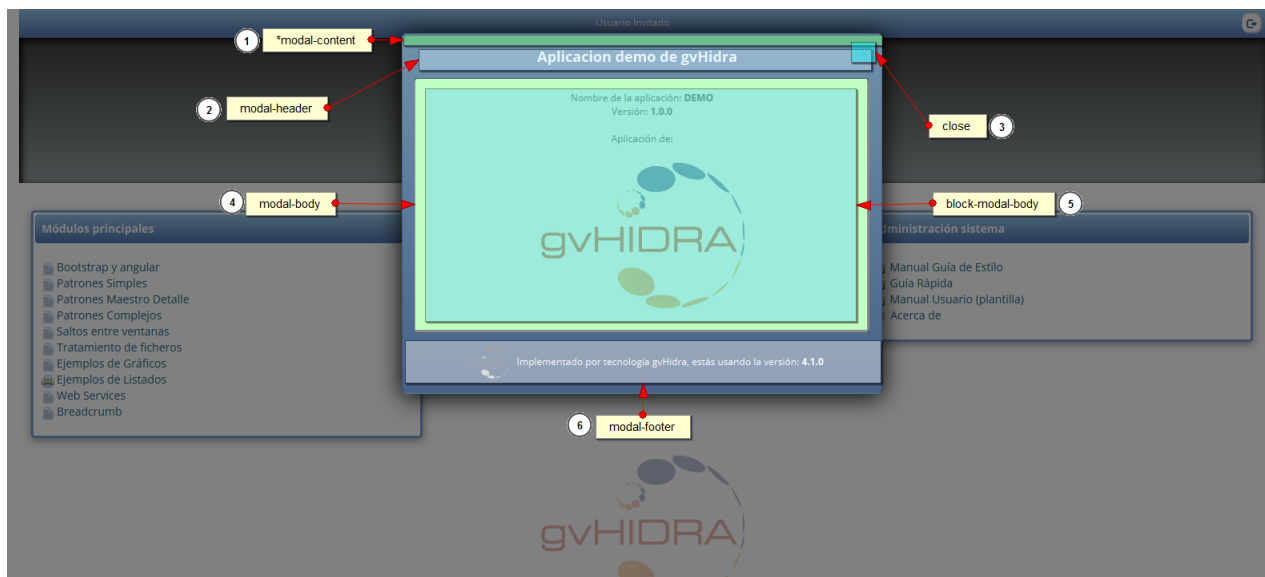 Usuario Invitado
1 *modal-content
Aplicacion demo de gvHidra
2 modal-header
Nombre de la aplicación: DEMO
Versión: 1.0.0
close 3
Aplicación de:
4 modal-body
block-modal-body 5
gvHIDRA
Módulos principales
dministración sistema
Bootstrap y angular
Patrones Simples
Patrones Maestro Detalle
Patrones Complejos
Saltos entre ventanas
Tratamiento de ficheros
Ejemplos de Gráficos
Ejemplos de Listados
Web Services
Breadcrumb
Manual Guía de Estilo
Guía Rápida
Manual Usuario (plantilla)
Acerca de
Implementado por tecnología gvHidra, estás usando la versión: 4.1.0
6 modal-footer
gvHIDRA